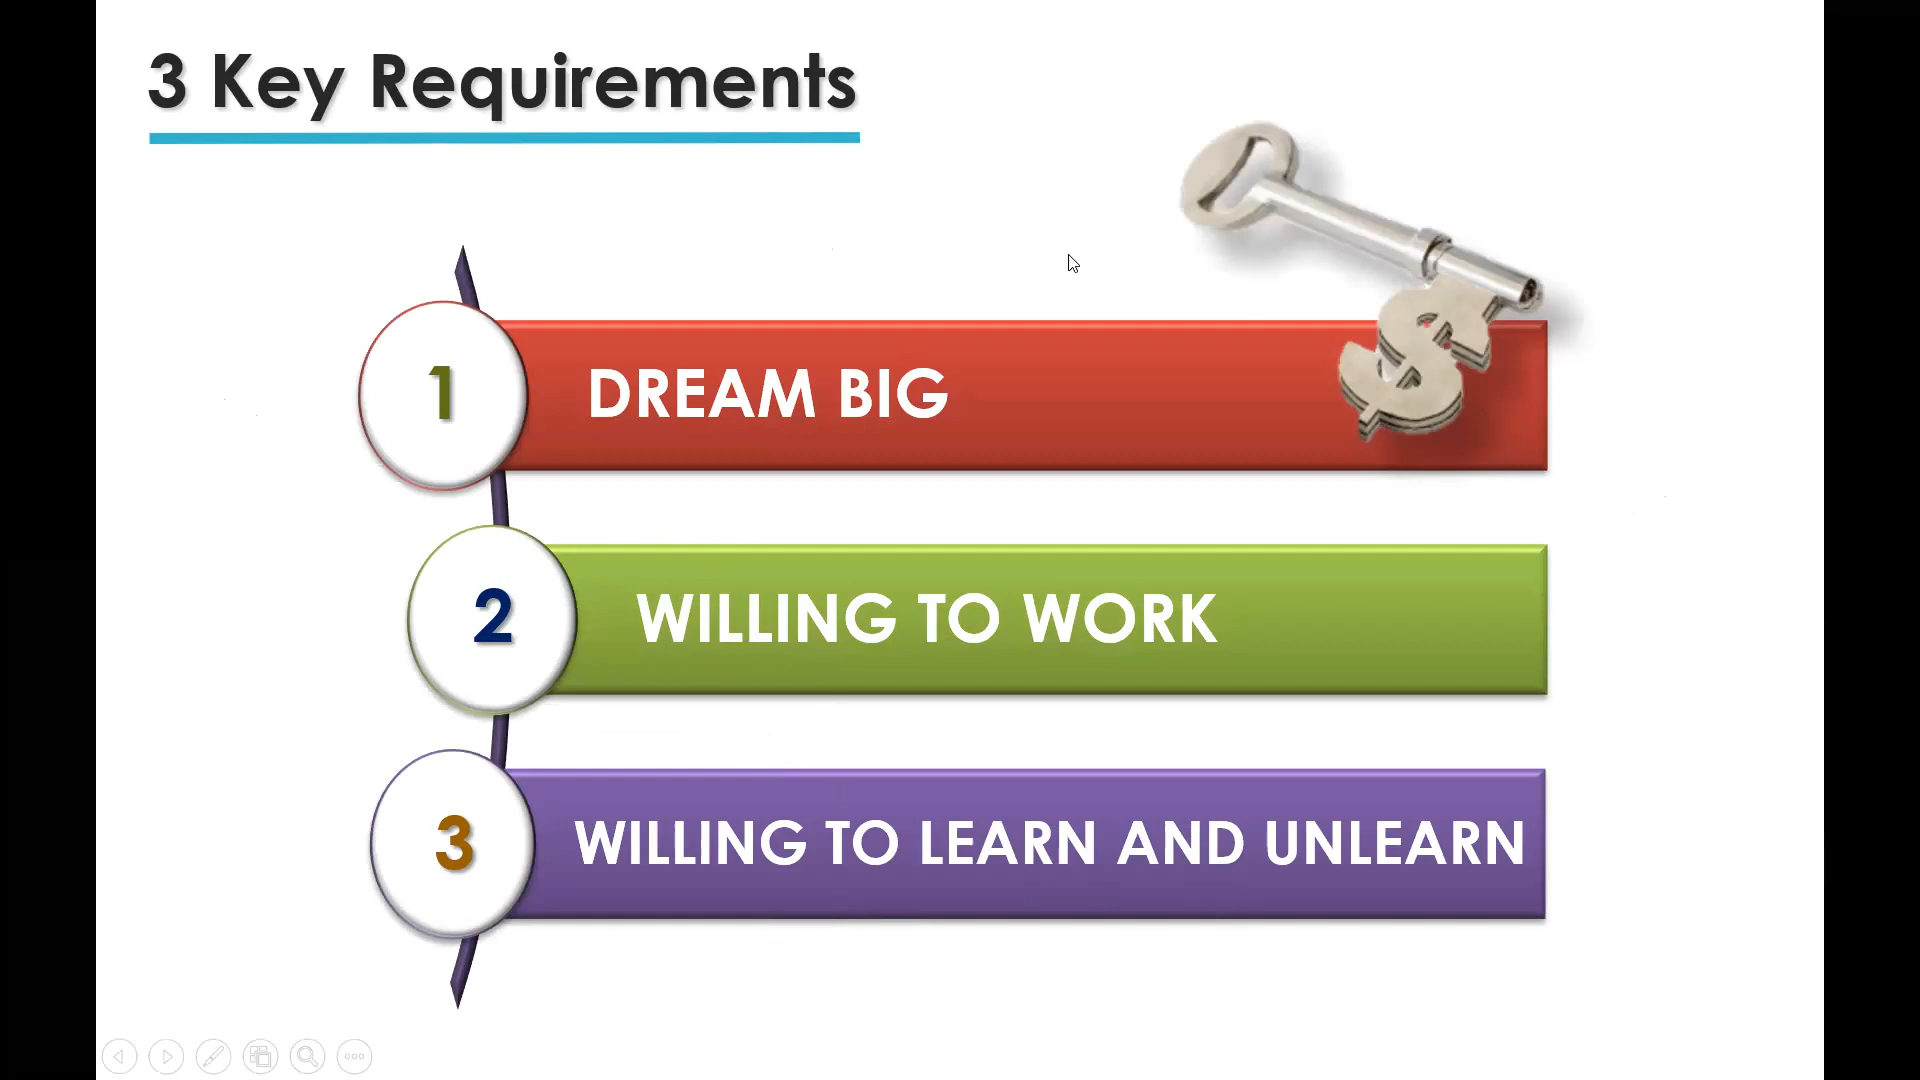 3 Key Requirements
1
DREAM BIG
2
WILLING TO WORK
3
WILLING TO LEARN AND UNLEARN